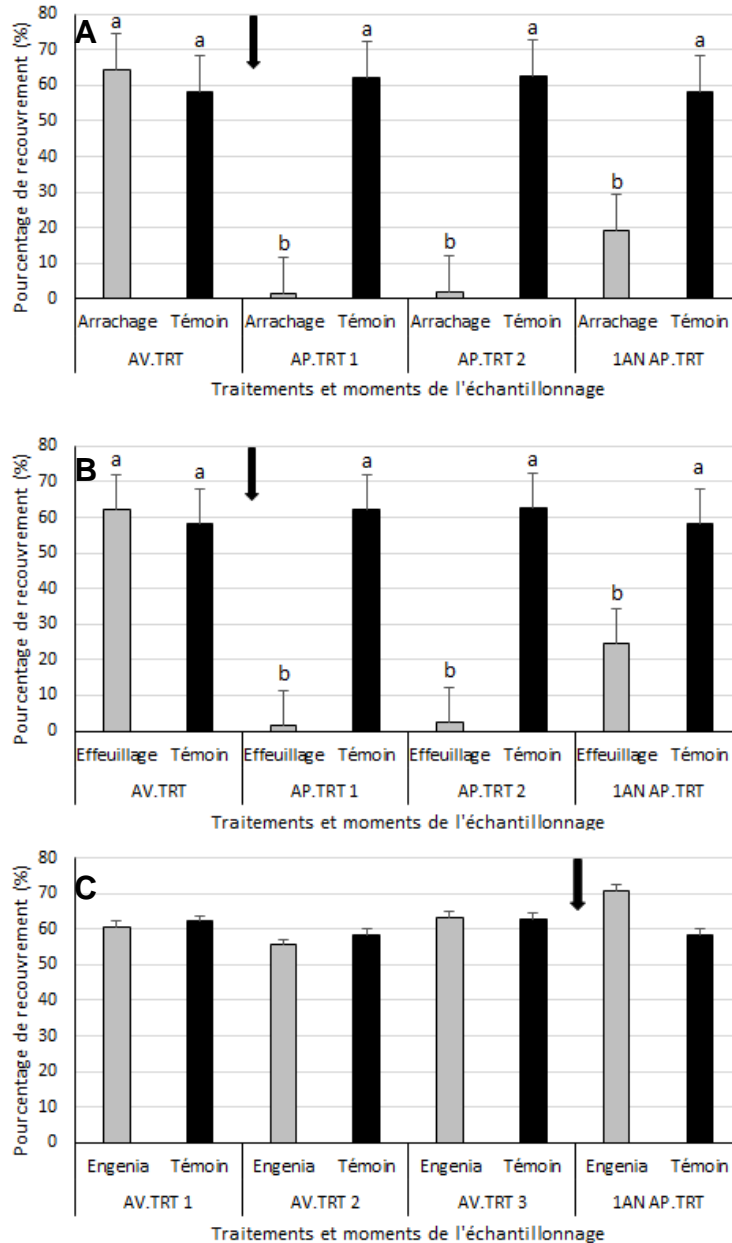 A
Pourcentage de recouvrement (%)
80
70
60
50
40
30
20
10
0
a a a a a
b b b
Arrachage Témoin Arrachage Témoin Arrachage Témoin Arrachage Témoin
AV.TRT AP.TRT 1 AP.TRT 2 1AN AP.TRT
Traitements et moments de l'échantillonnage
B
Pourcentage de recouvrement (%)
80
70
60
50
40
30
20
10
0
a a a a a
b b b
Effeuillage Témoin Effeuillage Témoin Effeuillage Témoin Effeuillage Témoin
AV.TRT AP.TRT 1 AP.TRT 2 1AN AP.TRT
Traitements et moments de l'échantillonnage
C
Pourcentage de recouvrement (%)
80
70
60
50
40
30
20
10
0
Engenia Témoin Engenia Témoin Engenia Témoin Engenia Témoin
AV.TRT 1 AV.TRT 2 AV.TRT 3 1AN AP.TRT
Traitements et moments de l'échantillonnage